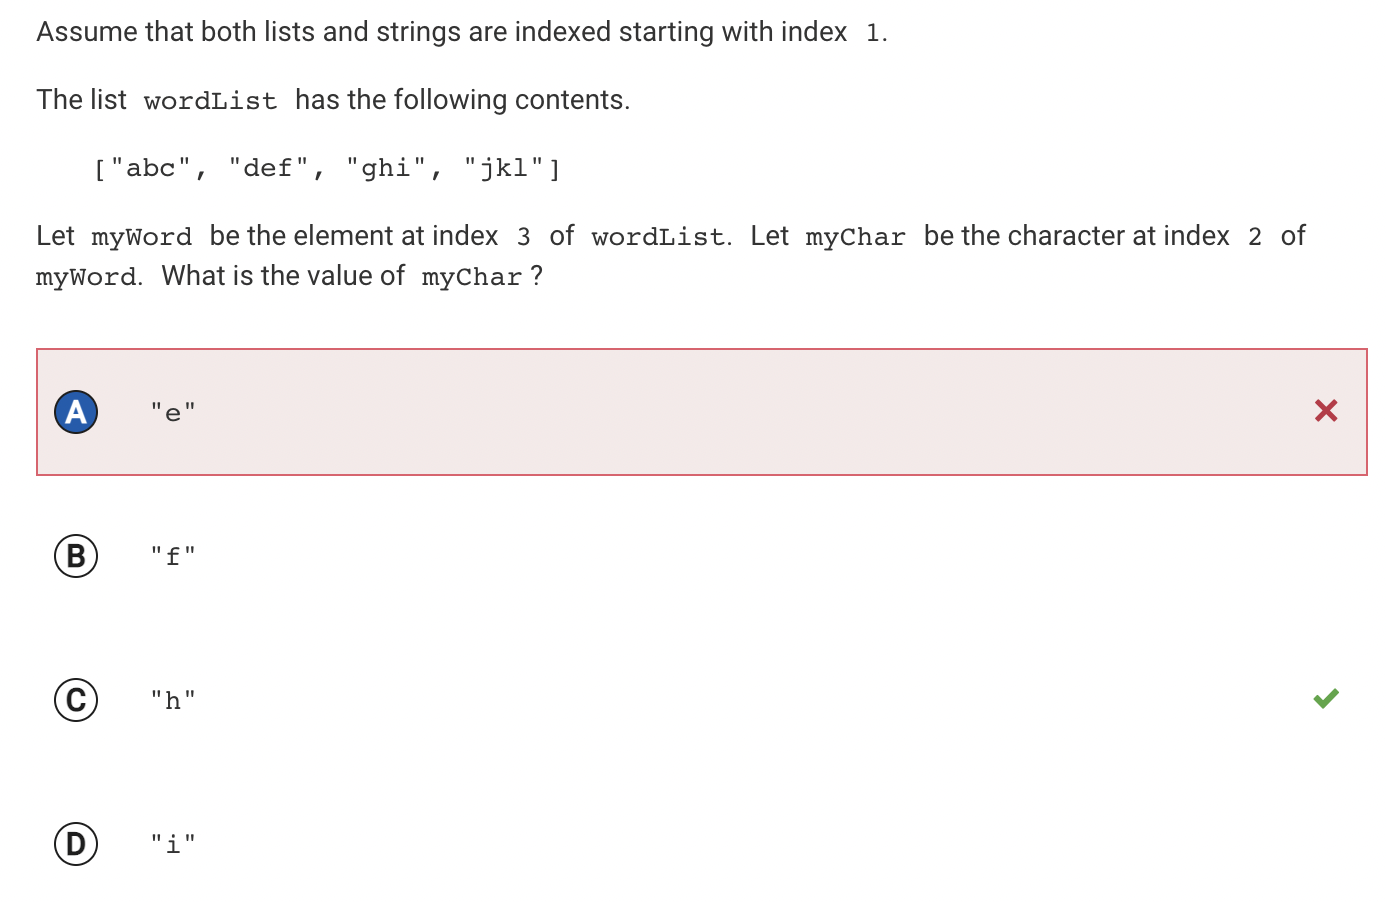 Assume that both lists and strings are indexed starting with index 1.
The list wordList has the following contents.
["abc", "def", "ghi", "jkl"]
Let myWord be the element at index 3 of wordList. Let myChar be the character at index 2 of
myWord. What is the value of myChar?
A "e"
B "f"
C "h"
D "i"